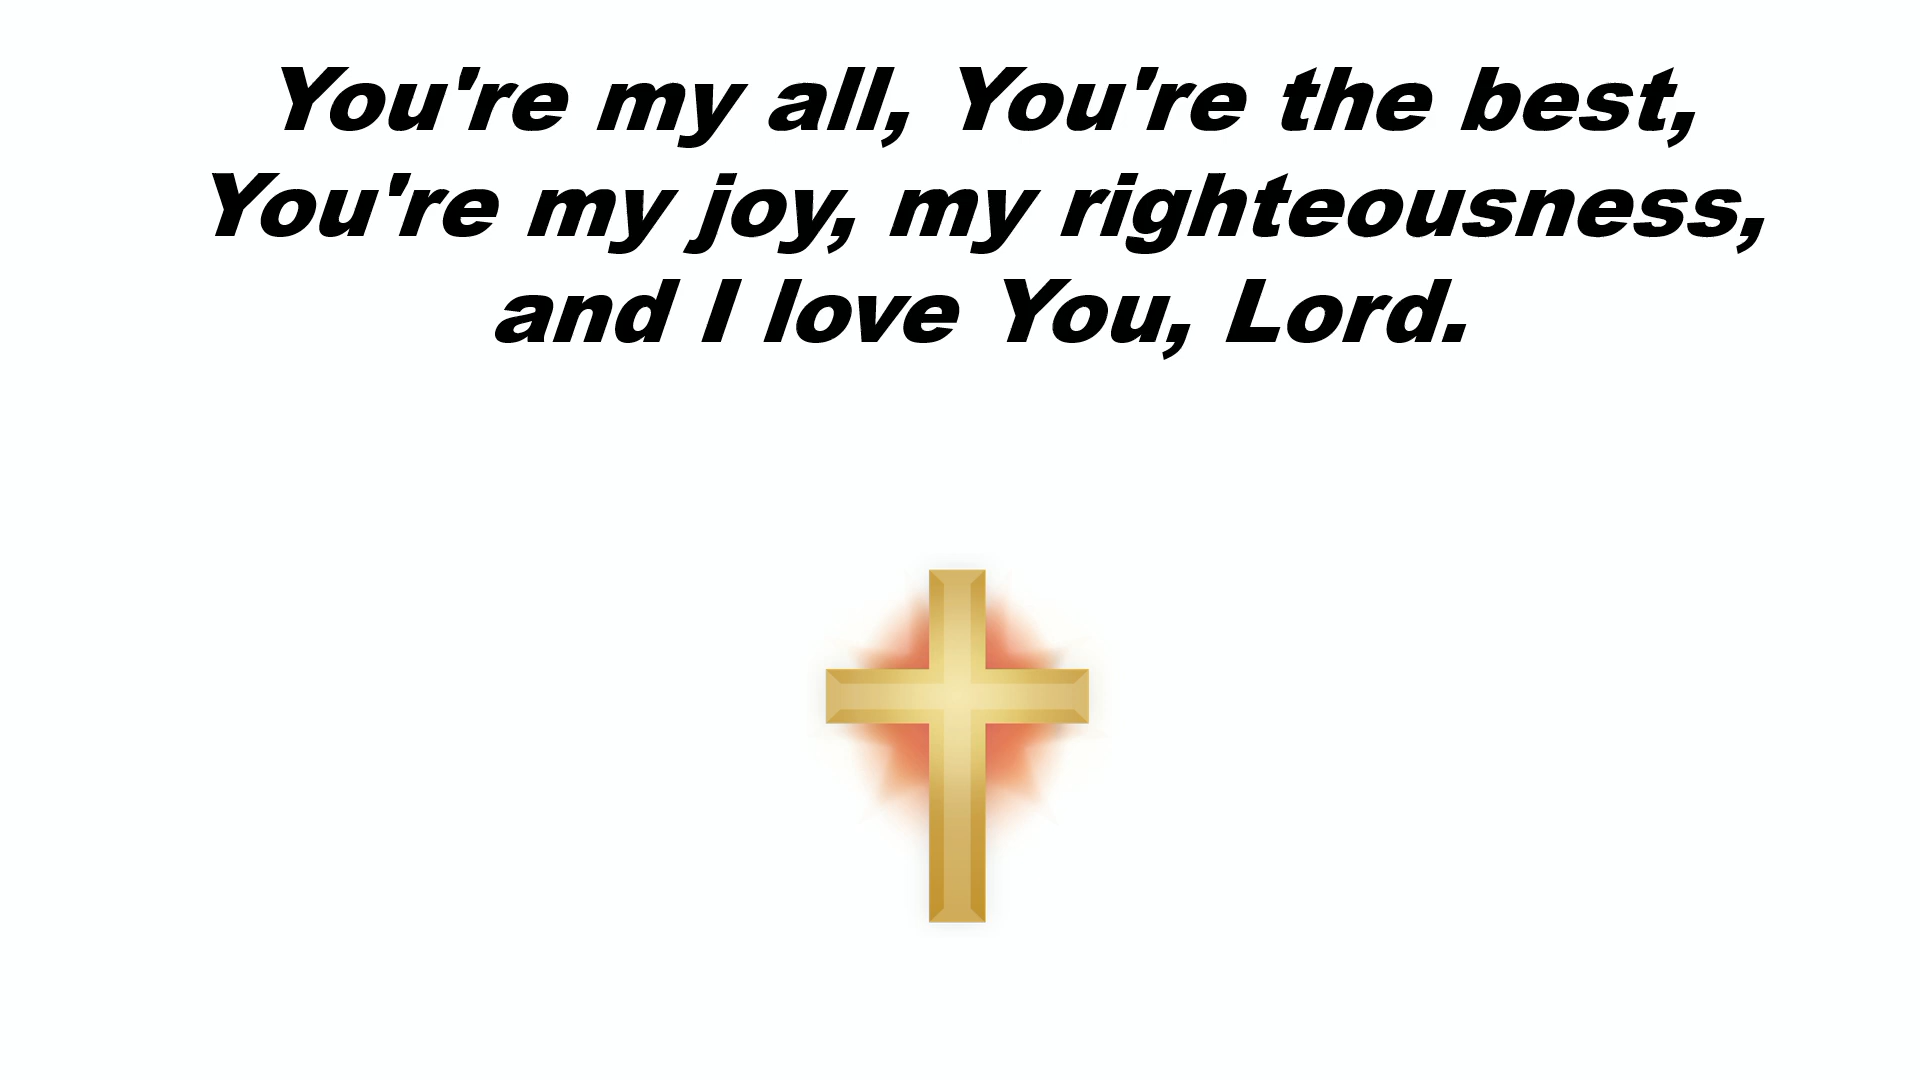 You're my all, You're the best,
You're my joy, my righteousness,
and I love You, Lord.